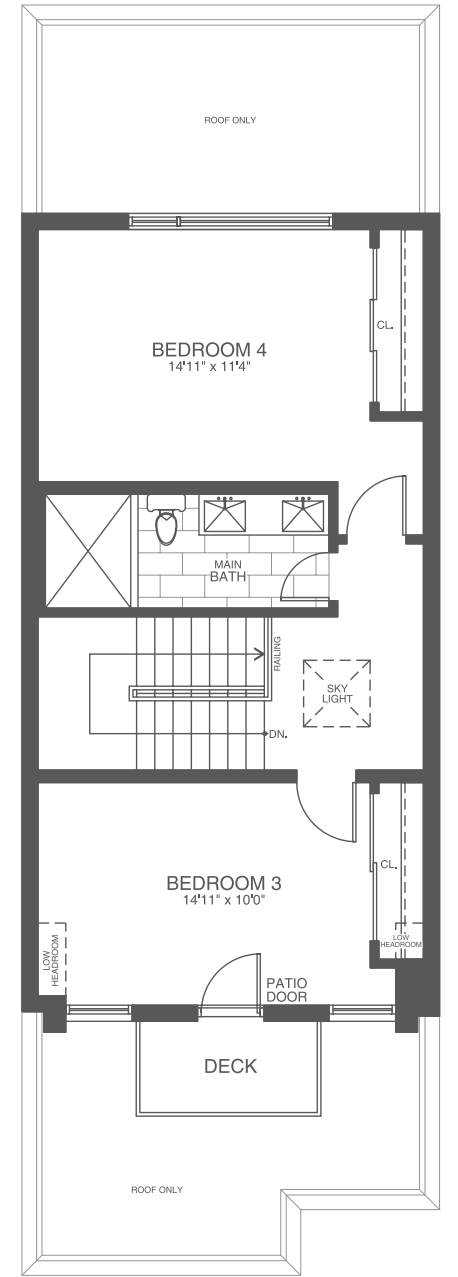 ROOF ONLY
CL.
BEDROOM 4
14'11" x 11'4"
MAIN
BATH
RAILING
SKY
LIGHT
DN.
CL.
BEDROOM 3
14'11" x 10'0"
LOW
HEADROOM
LOW
HEADROOM
PATIO
DOOR
DECK
ROOF ONLY